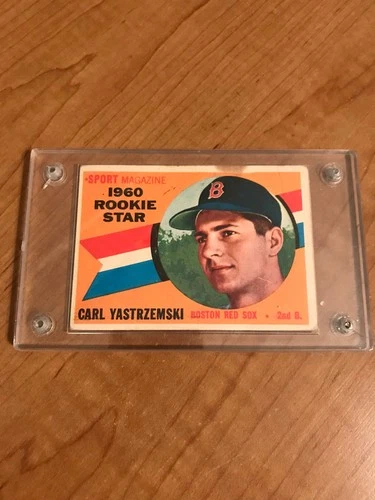 •SPORT MAGAZINE
1960
ROOKIE
STAR
B
CARL YASTRZEMSKI BOSTON RED SOX • 2nd B.